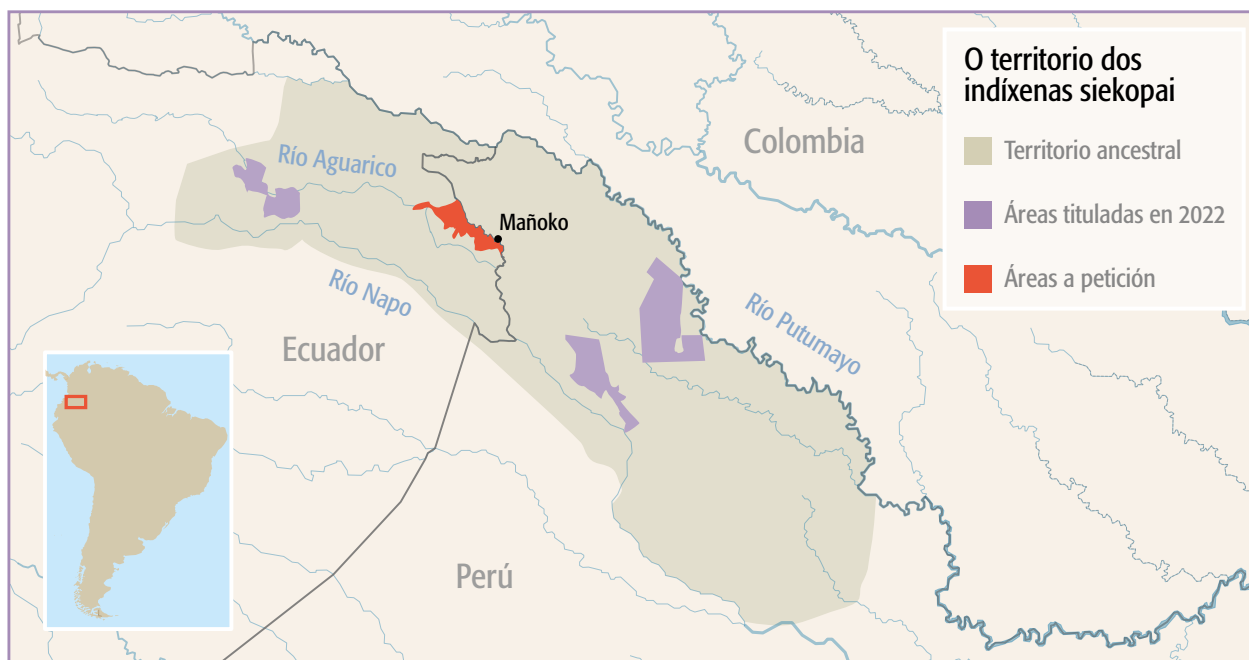 O territorio dos
indíxenas siekopai
Territorio ancestral
Áreas tituladas en 2022
Áreas a petición
Colombia
Río Aguarico
Mañoko
Río Napo
Río Putumayo
Ecuador
Perú